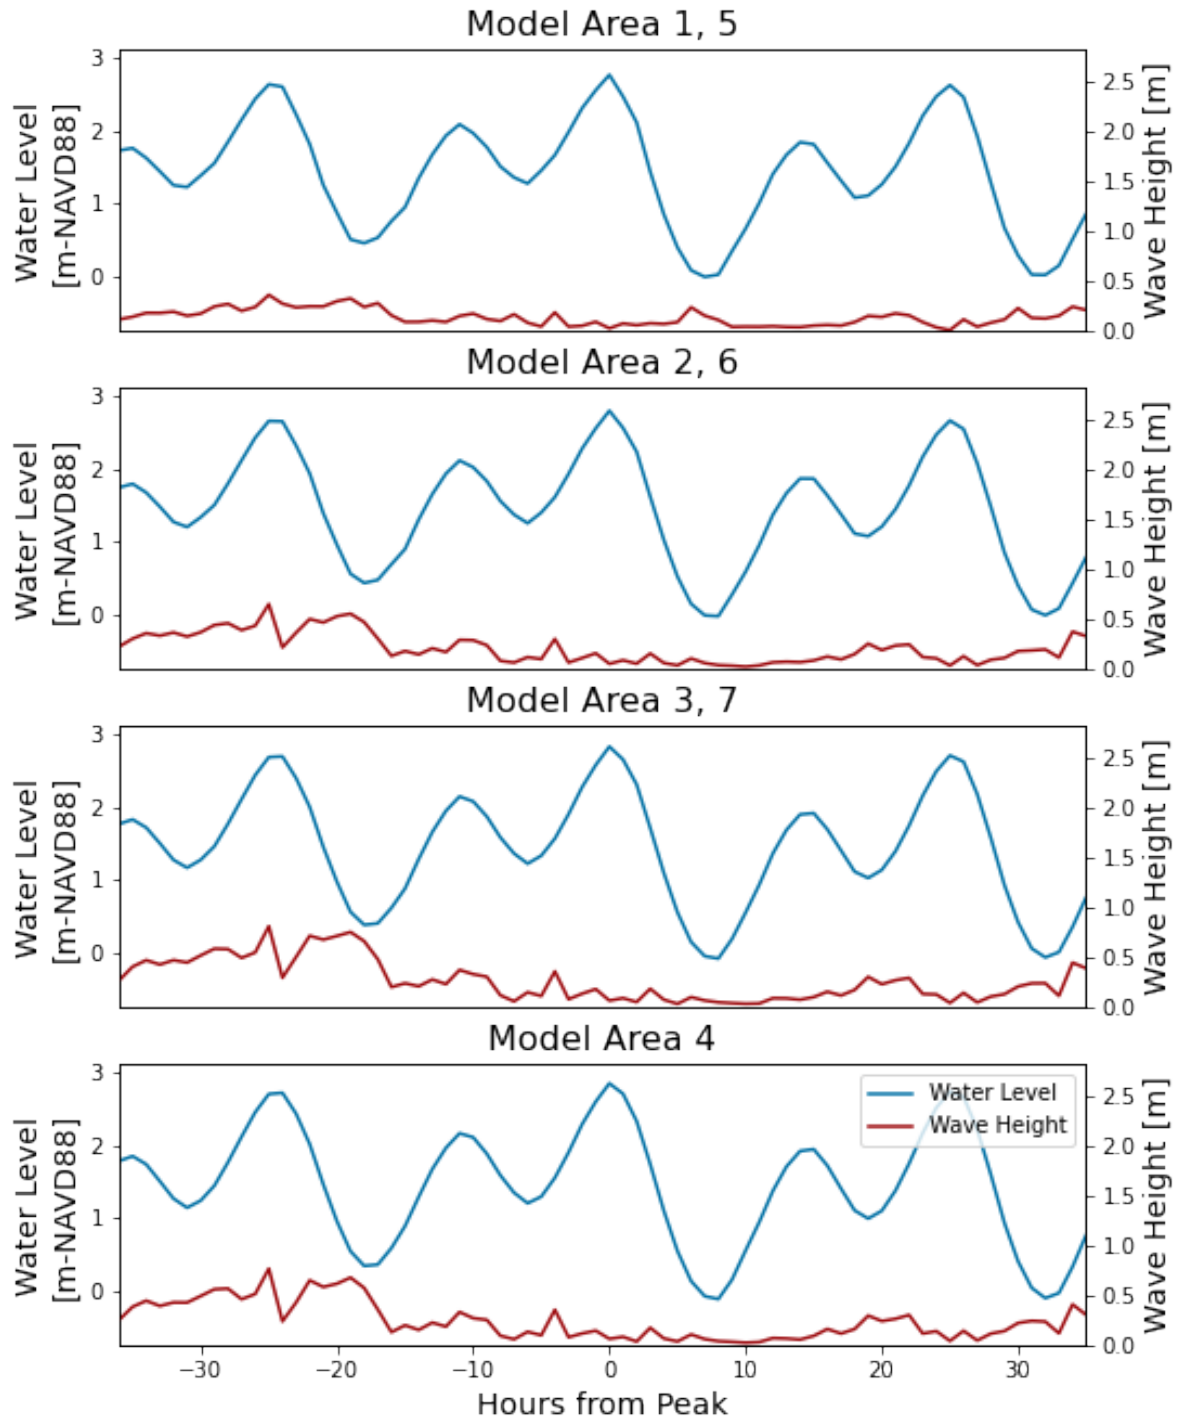 Model Area 1, 5
3
2
1
0
Water Level
[m-NAVD88]
2.5
2.0
1.5
1.0
0.5
0.0
Wave Height [m]
Model Area 2, 6
3
2
1
0
Water Level
[m-NAVD88]
2.5
2.0
1.5
1.0
0.5
0.0
Wave Height [m]
Model Area 3, 7
3
2
1
0
Water Level
[m-NAVD88]
2.5
2.0
1.5
1.0
0.5
0.0
Wave Height [m]
Model Area 4
3
2
1
0
Water Level
[m-NAVD88]
Water Level
Wave Height
2.5
2.0
1.5
1.0
0.5
0.0
Wave Height [m]
−30 −20 −10 0 10 20 30
Hours from Peak